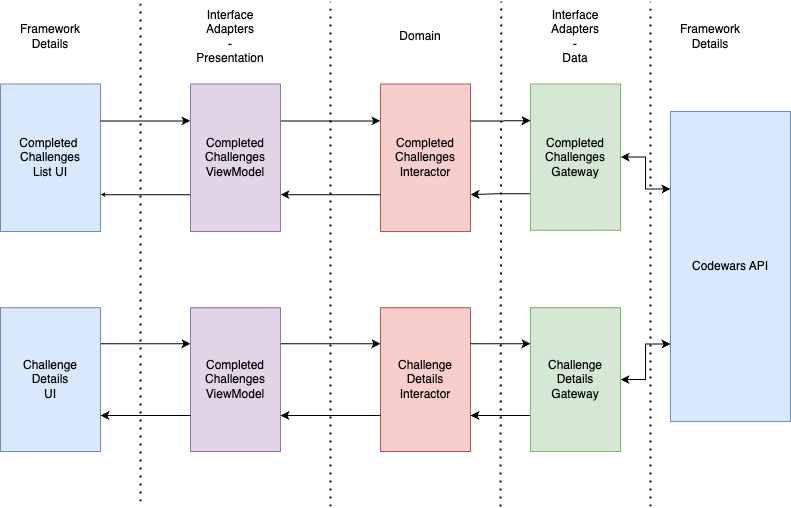 Framework
Details
Interface
Adapters
-
Presentation
Domain
Interface
Adapters
-
Data
Framework
Details
Completed
Challenges
List UI
Completed
Challenges
ViewModel
Completed
Challenges
Interactor
Completed
Challenges
Gateway
Codewars API
Challenge
Details
UI
Completed
Challenges
ViewModel
Challenge
Details
Interactor
Challenge
Details
Gateway